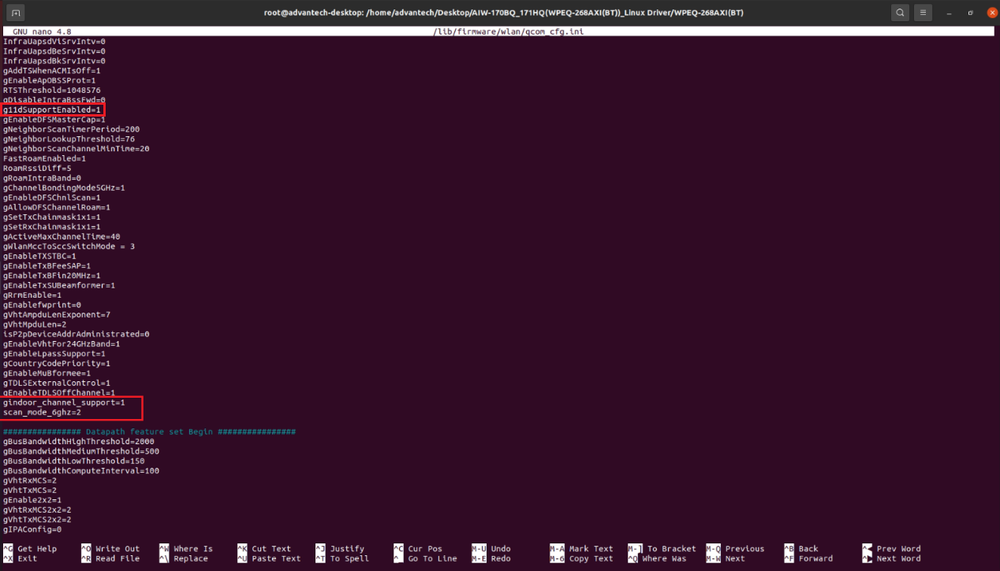 root@advantech-desktop: /home/advantech/Desktop/AIW-170BQ_171HQ(WPEQ-268AXI(BT))_Linux Driver/WPEQ-268AXI(BT)
GNU nano 4.8 /lib/firmware/wlan/qcom_cfg.ini
InfraUapsdViSrvIntv=0
InfraUapsdBeSrvIntv=0
InfraUapsdBkSrvIntv=0
gAddTSWhenACMIsOff=1
gEnableApOBSSProt=1
RTSThreshold=1048576
gDisableIntraBssFwd=0
g11dSupportEnabled=1
gEnableDFSMasterCap=1
gNeighborScanTimerPeriod=200
gNeighborLookupThreshold=76
gNeighborScanChannelMinTime=20
FastRoamEnabled=1
RoamRssiDiff=5
gRoamIntraBand=0
gChannelBondingMode5GHz=1
gEnableDFSChnlScan=1
gAllowDFSChannelRoam=1
gSetTxChainmask1x1=1
gSetRxChainmask1x1=1
gActiveMaxChannelTime=40
gWlanMccToSccSwitchMode = 3
gEnableTXSTBC=1
gEnableTxBFeeSAP=1
gEnableTxBFin20MHz=1
gEnableTxSUBeamformer=1
gRrmEnable=1
gEnablefwprint=0
gVhtAmpduLenExponent=7
gVhtMpduLen=2
isP2pDeviceAddrAdministrated=0
gEnableVhtFor24GHzBand=1
gEnableLpassSupport=1
gCountryCodePriority=1
gEnableMuBformee=1
gTDLSExternalControl=1
gEnableTDLSOffChannel=1
gindoor_channel_support=1
scan_mode_6ghz=2
################ Datapath feature set Begin ################
gBusBandwidthHighThreshold=2000
gBusBandwidthMediumThreshold=500
gBusBandwidthLowThreshold=150
gBusBandwidthComputeInterval=100
gVhtRxMCS=2
gVhtTxMCS=2
gEnable2x2=1
gVhtRxMCS2x2=2
gVhtTxMCS2x2=2
gIPAConfig=0
^G Get Help ^O Write Out ^W Where Is ^K Cut Text ^J Justify ^C Cur Pos M-U Undo M-A Mark Text M-] To Bracket M-Q Previous ^B Back ^◀ Prev Word
^X Exit ^R Read File ^\ Replace ^U Paste Text ^T To Spell ^_ Go To Line M-E Redo M-6 Copy Text ^Q Where Was M-W Next ^F Forward ^▶ Next Word